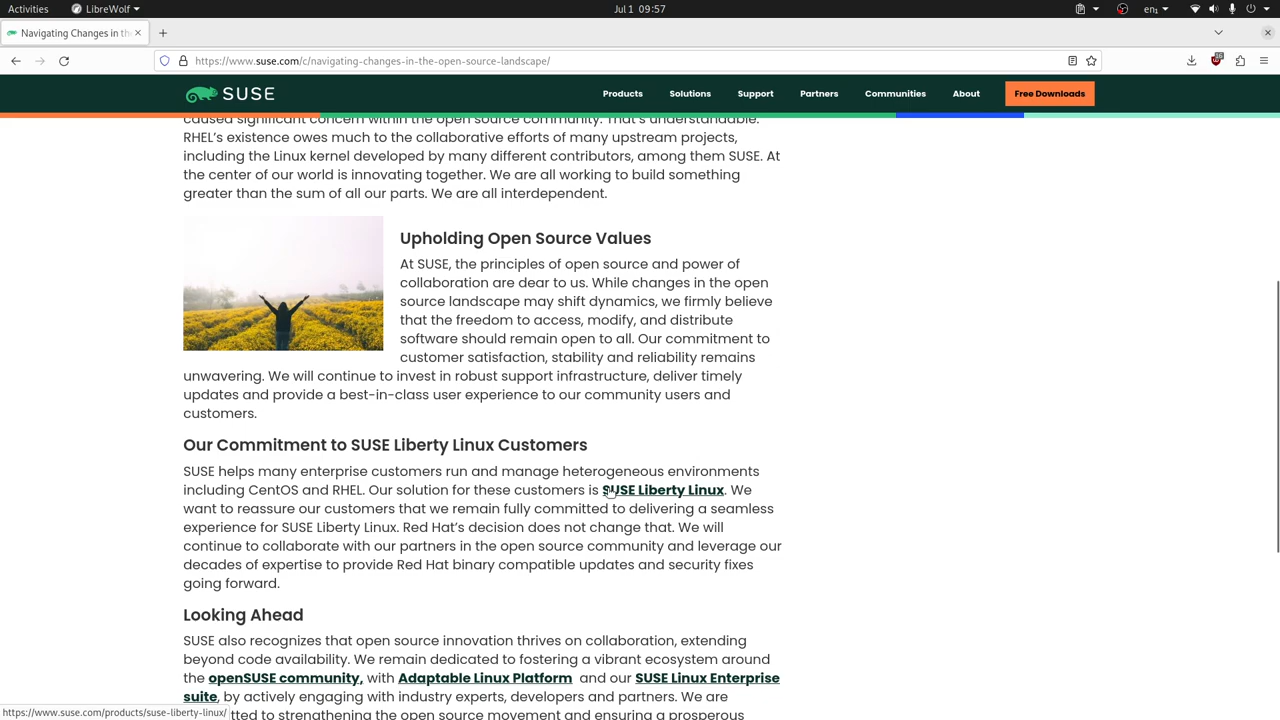 Activities
LibreWolf
Jul 1 09:57
en₁
Navigating Changes in th
https://www.suse.com/c/navigating-changes-in-the-open-source-landscape/
SUSE
Products
Solutions
Support
Partners
Communities
About
Free Downloads
caused significant concern within the open source community. That's understandable.
RHEL's existence owes much to the collaborative efforts of many upstream projects,
including the Linux kernel developed by many different contributors, among them SUSE. At
the center of our world is innovating together. We are all working to build something
greater than the sum of all our parts. We are all interdependent.
Upholding Open Source Values
At SUSE, the principles of open source and power of
collaboration are dear to us. While changes in the open
source landscape may shift dynamics, we firmly believe
that the freedom to access, modify, and distribute
software should remain open to all. Our commitment to
customer satisfaction, stability and reliability remains
unwavering. We will continue to invest in robust support infrastructure, deliver timely
updates and provide a best-in-class user experience to our community users and
customers.
Our Commitment to SUSE Liberty Linux Customers
SUSE helps many enterprise customers run and manage heterogeneous environments
including CentOS and RHEL. Our solution for these customers is SUSE Liberty Linux. We
want to reassure our customers that we remain fully committed to delivering a seamless
experience for SUSE Liberty Linux. Red Hat's decision does not change that. We will
continue to collaborate with our partners in the open source community and leverage our
decades of expertise to provide Red Hat binary compatible updates and security fixes
going forward.
Looking Ahead
SUSE also recognizes that open source innovation thrives on collaboration, extending
beyond code availability. We remain dedicated to fostering a vibrant ecosystem around
the openSUSE community, with Adaptable Linux Platform and our SUSE Linux Enterprise
suite, by actively engaging with industry experts, developers and partners. We are
tted to strengthening the open source movement and ensuring a prosperous
https://www.suse.com/products/suse-liberty-linux/